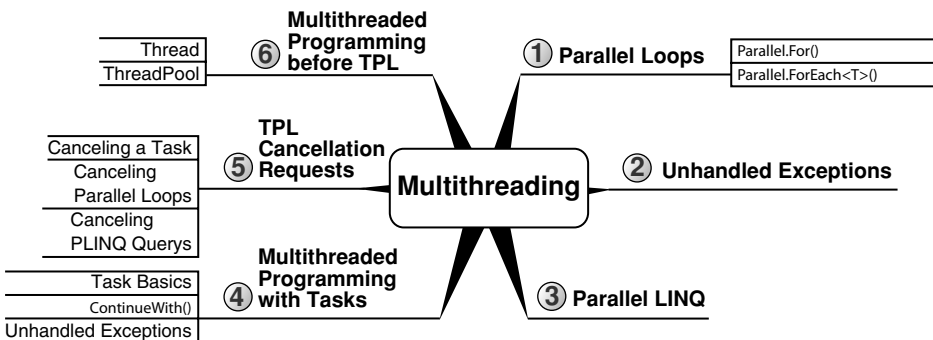 Multithreading
1 Parallel Loops
Parallel.For()
Parallel.ForEach<T>()
2 Unhandled Exceptions
3 Parallel LINQ
4 Multithreaded
Programming
with Tasks
Task Basics
ContinueWith()
Unhandled Exceptions
5 TPL
Cancellation
Requests
Canceling a Task
Canceling
Parallel Loops
Canceling
PLINQ Querys
6 Multithreaded
Programming
before TPL
Thread
ThreadPool